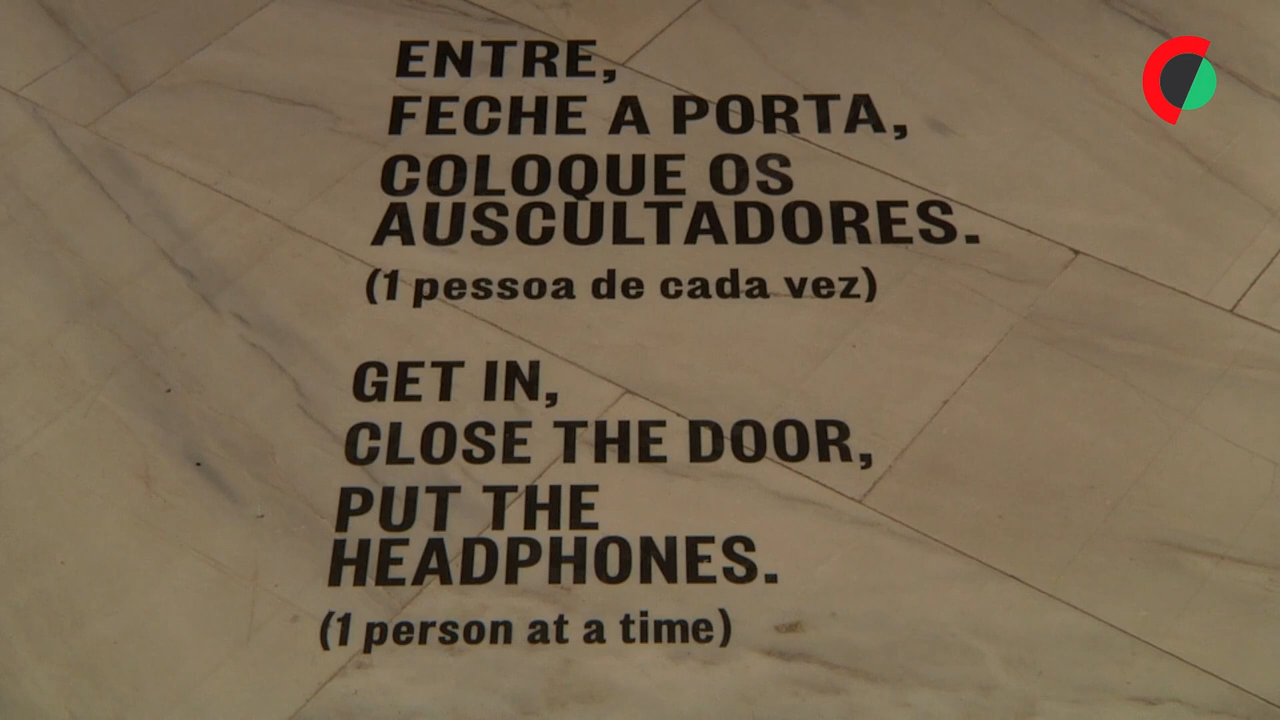 ENTRE,
FECHE A PORTA,
COLOQUE OS
AUSCULTADORES.
(1 pessoa de cada vez)
GET IN,
CLOSE THE DOOR,
PUT THE
HEADPHONES.
(1 person at a time)